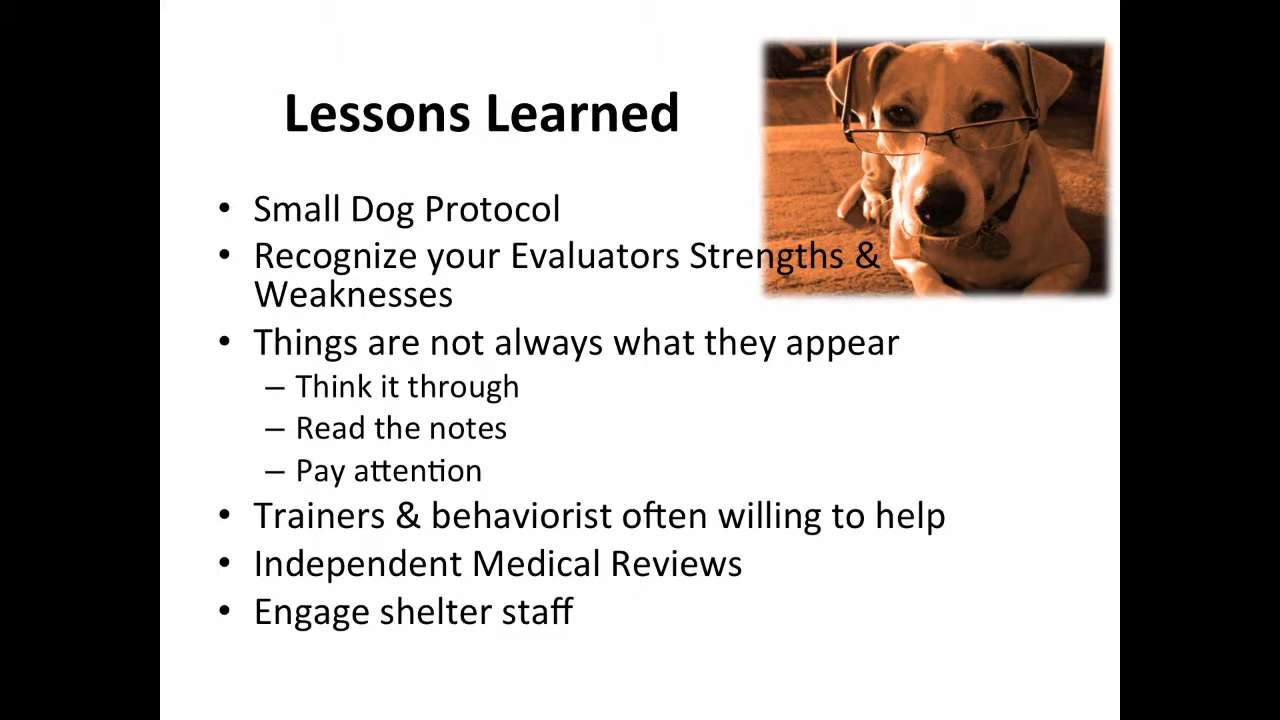 Lessons Learned
• Small Dog Protocol
• Recognize your Evaluators Strengths &
Weaknesses
• Things are not always what they appear
– Think it through
– Read the notes
– Pay attention
• Trainers & behaviorist often willing to help
• Independent Medical Reviews
• Engage shelter staff